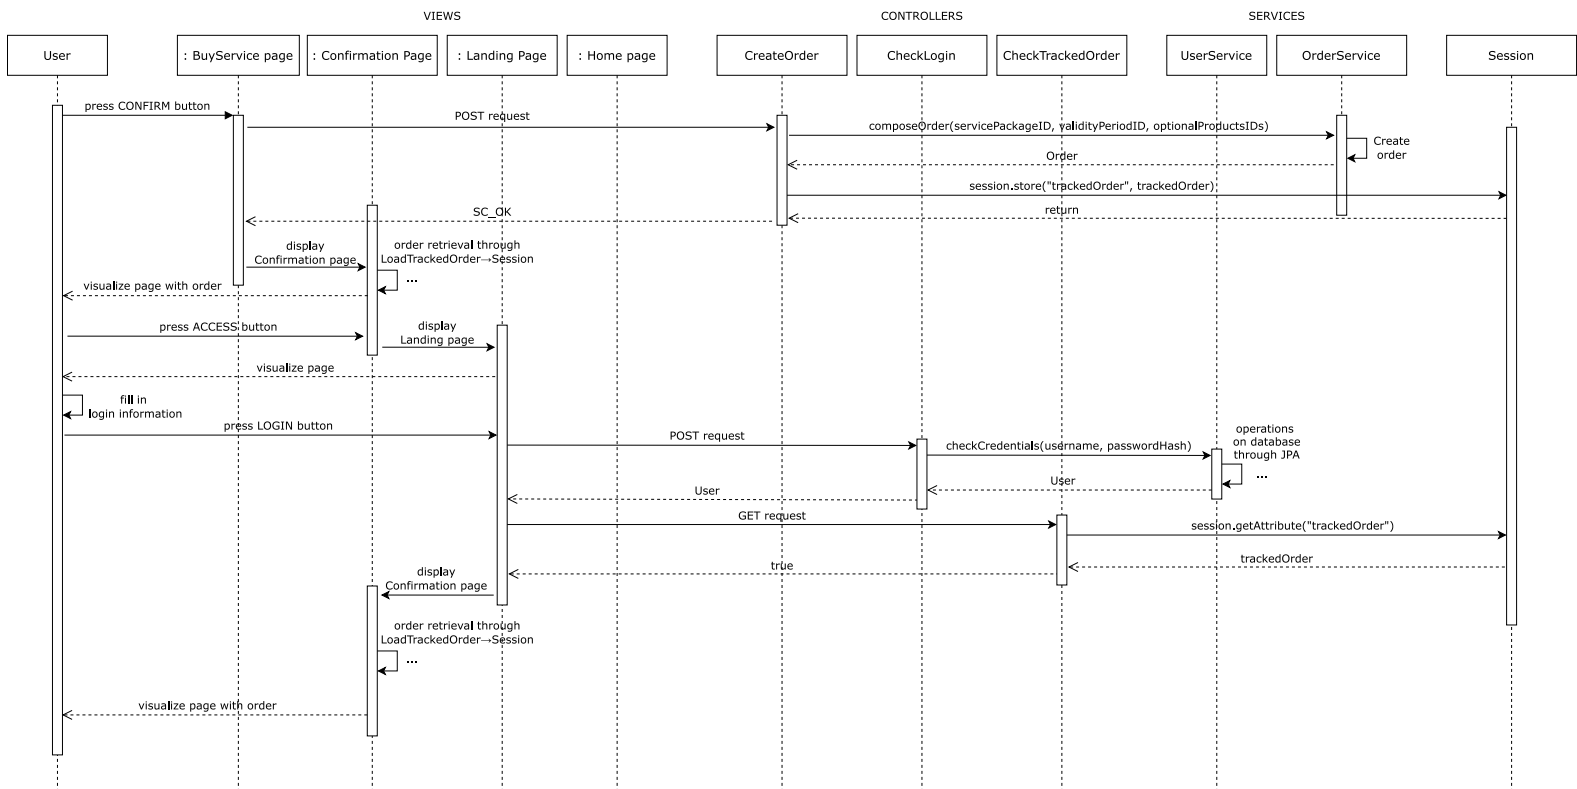 VIEWS
CONTROLLERS
SERVICES
User
: BuyService page
: Confirmation Page
: Landing Page
: Home page
CreateOrder
CheckLogin
CheckTrackedOrder
UserService
OrderService
Session
press CONFIRM button
POST request
composeOrder(servicePackageID, validityPeriodID, optionalProductsIDs)
Create
order
Order
session.store("trackedOrder", trackedOrder)
return
SC_OK
display
Confirmation page
order retrieval through
LoadTrackedOrder→Session
...
visualize page with order
press ACCESS button
display
Landing page
visualize page
fill in
login information
press LOGIN button
POST request
checkCredentials(username, passwordHash)
operations
on database
through JPA
...
User
User
GET request
session.getAttribute("trackedOrder")
trackedOrder
true
display
Confirmation page
order retrieval through
LoadTrackedOrder→Session
...
visualize page with order